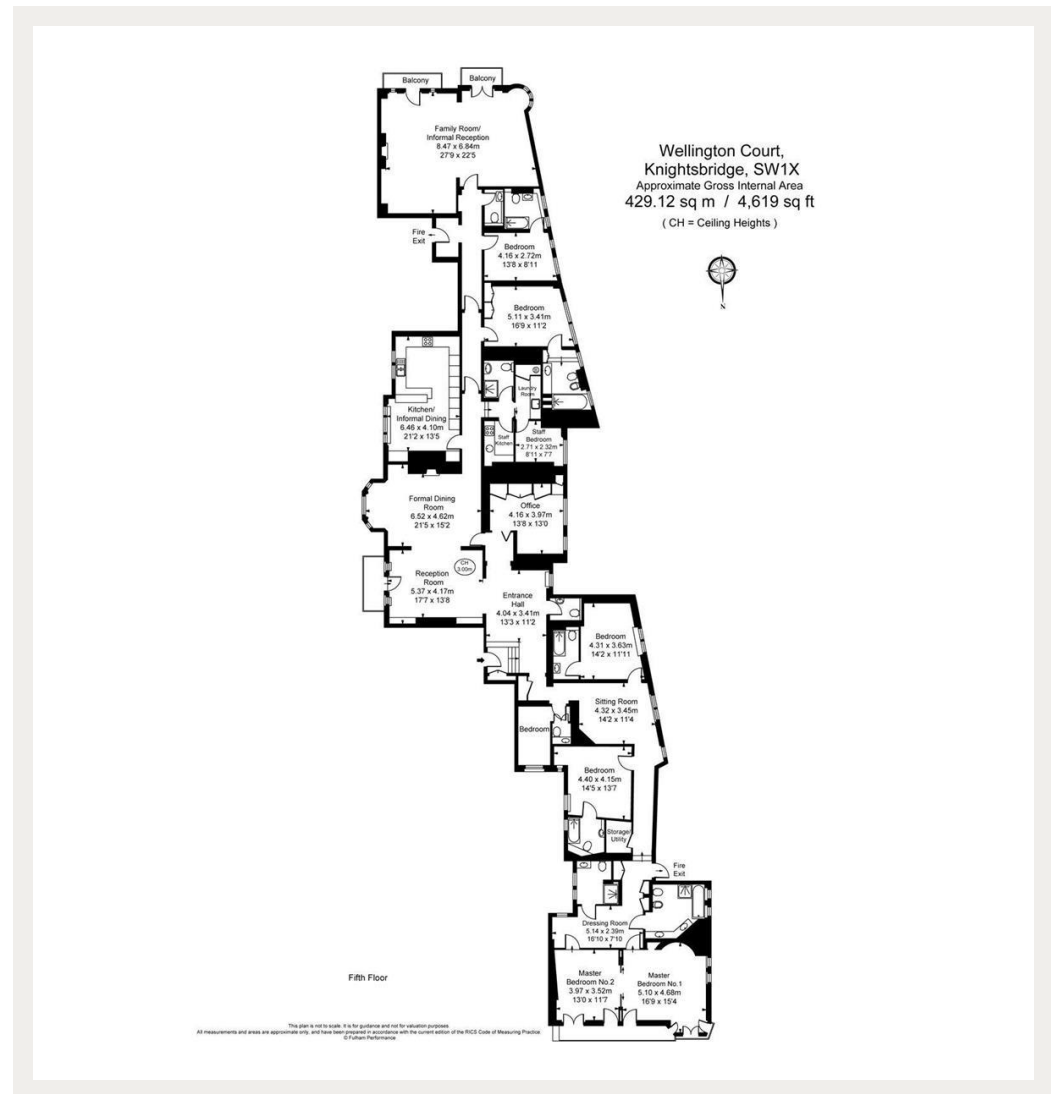 Balcony
Balcony
Family Room/
Informal Reception
8.47 x 6.84m
27'9 x 22'5
Wellington Court,
Knightsbridge, SW1X
Approximate Gross Internal Area
429.12 sq m / 4,619 sq ft
( CH = Ceiling Heights )
N
Fire
Exit
Bedroom
4.16 x 2.72m
13'8 x 8'11
Bedroom
5.11 x 3.41m
16'9 x 11'2
Kitchen/
Informal Dining
6.46 x 4.10m
21'2 x 13'5
Laundry
Room
Staff
Kitchen
Staff
Bedroom
2.71 x 2.32m
8'11 x 7'7
Formal Dining
Room
6.52 x 4.62m
21'5 x 15'2
Office
4.16 x 3.97m
13'8 x 13'0
CH
3.00m
Reception
Room
5.37 x 4.17m
17'7 x 13'8
Entrance
Hall
4.04 x 3.41m
13'3 x 11'2
Bedroom
4.31 x 3.63m
14'2 x 11'11
Sitting Room
4.32 x 3.45m
14'2 x 11'4
Bedroom
Bedroom
4.40 x 4.15m
14'5 x 13'7
Storage/
Utility
Fire
Exit
Dressing Room
5.14 x 2.39m
16'10 x 7'10
Master
Bedroom No.2
3.97 x 3.52m
13'0 x 11'7
Master
Bedroom No.1
5.10 x 4.68m
16'9 x 15'4
Fifth Floor
This plan is not to scale. It is for guidance and not for valuation purposes.
All measurements and areas are approximate only, and have been prepared in accordance with the current edition of the RICS Code of Measuring Practice.
© Fulham Performance